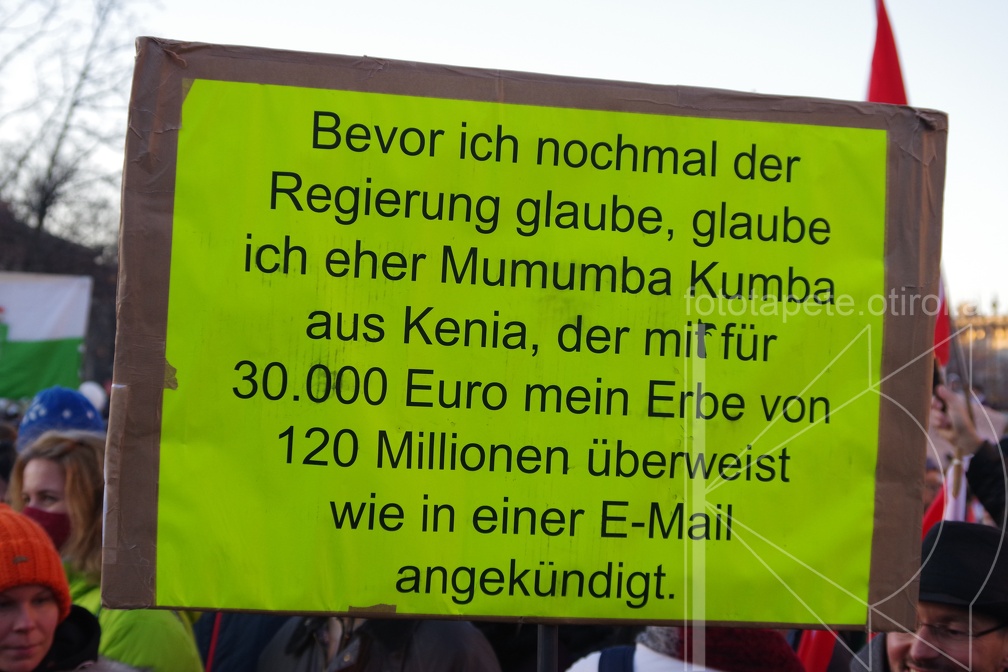 Bevor ich nochmal der
Regierung glaube, glaube
ich eher Mumumba Kumba
aus Kenia, der mir für
30.000 Euro mein Erbe von
120 Millionen überweist
wie in einer E-Mail
angekündigt.